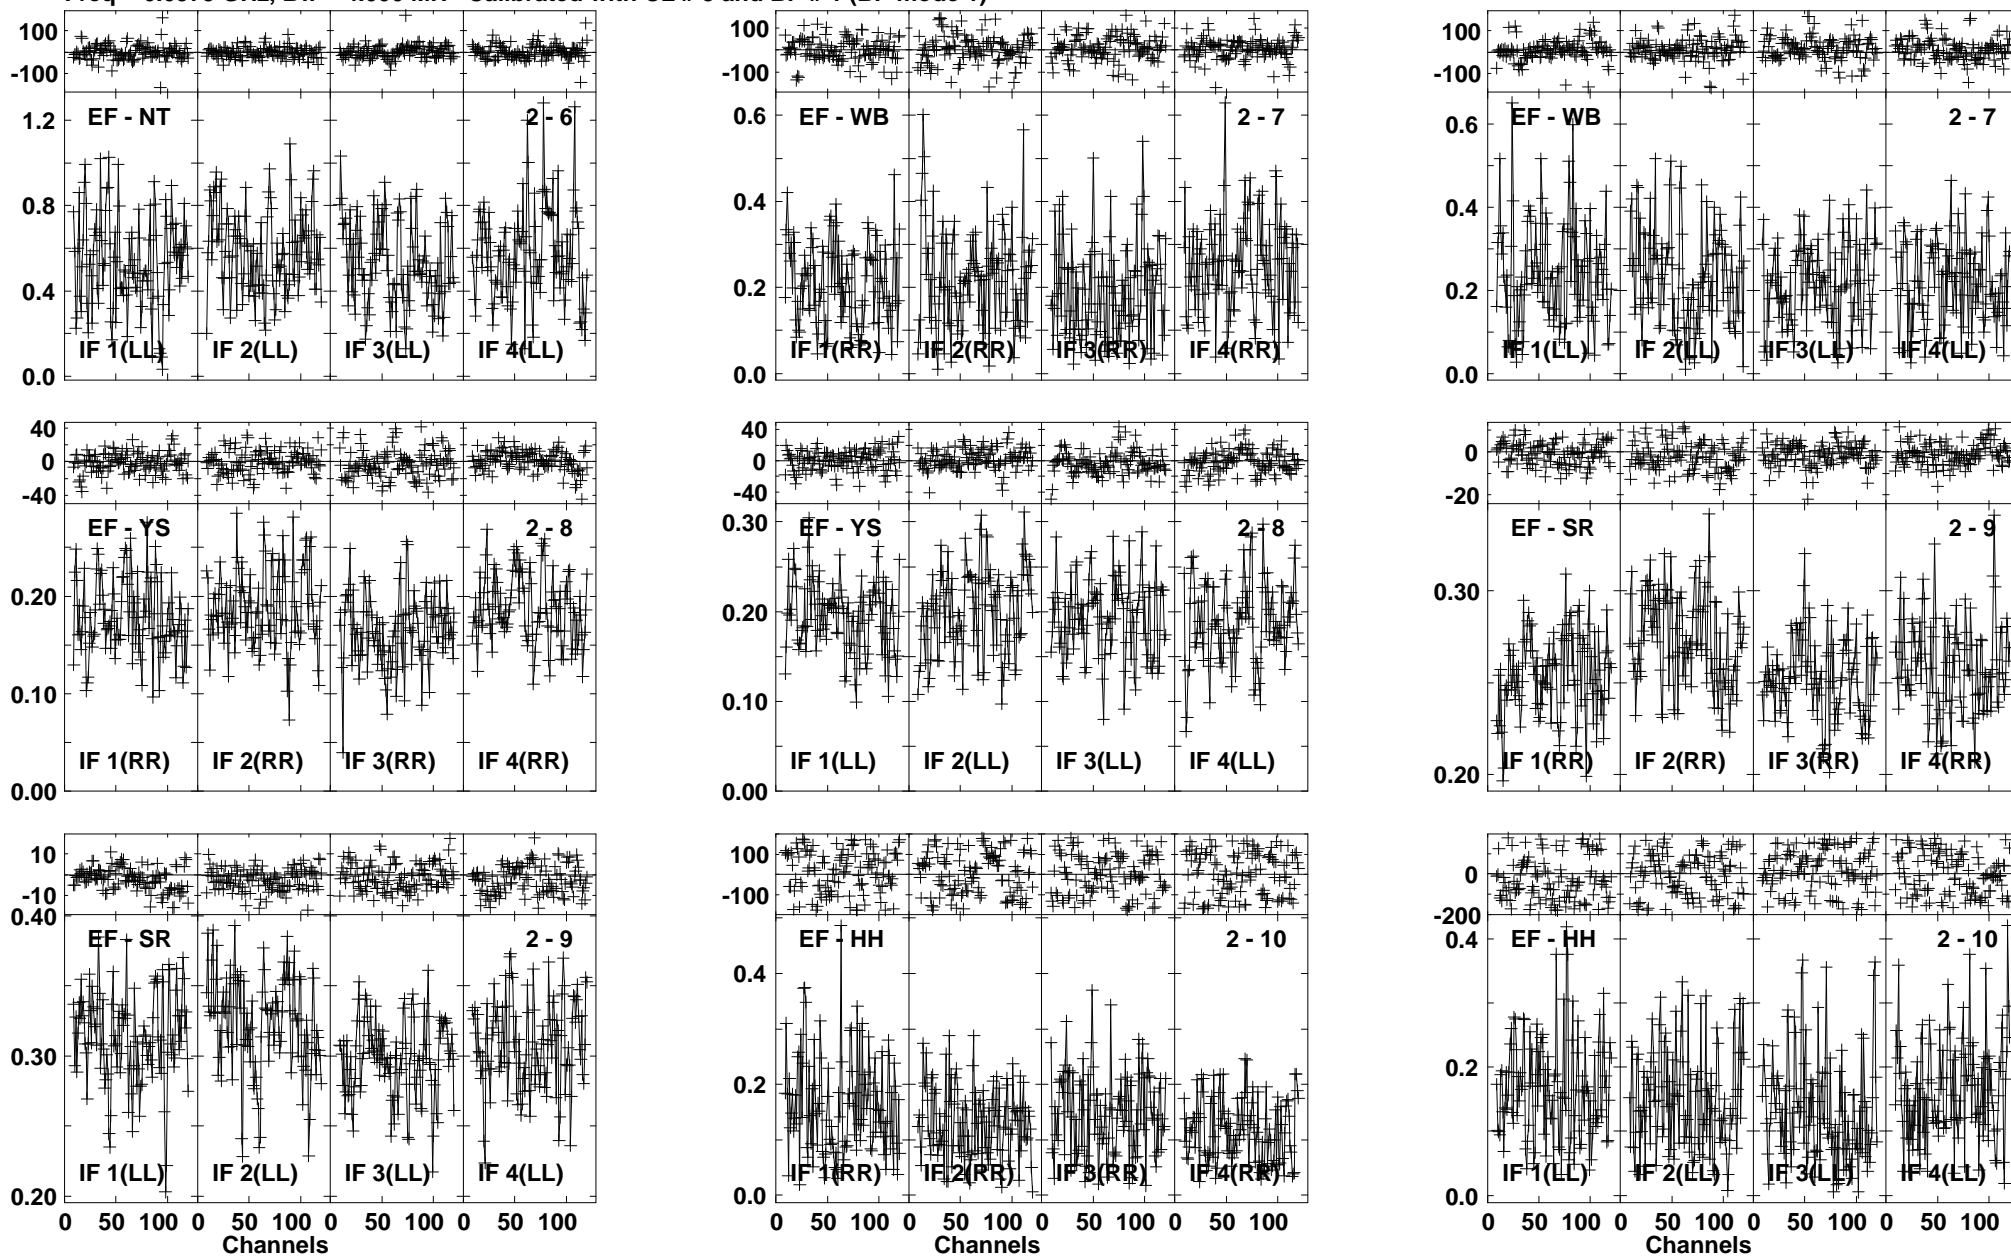 100
-100
EF - NT 2 - 6
1.2
0.8
0.4
0.0
IF 1(LL) IF 2(LL) IF 3(LL) IF 4(LL)
100
-100
EF - WB 2 - 7
0.6
0.4
0.2
0.0
IF 1(RR) IF 2(RR) IF 3(RR) IF 4(RR)
100
-100
EF - WB 2 - 7
0.6
0.4
0.2
0.0
IF 1(LL) IF 2(LL) IF 3(LL) IF 4(LL)
40
0
-40
EF - YS 2 - 8
0.20
0.10
0.00
IF 1(RR) IF 2(RR) IF 3(RR) IF 4(RR)
40
0
-40
EF - YS 2 - 8
0.30
0.20
0.10
0.00
IF 1(LL) IF 2(LL) IF 3(LL) IF 4(LL)
0
-20
EF - SR 2 - 9
0.30
0.20
IF 1(RR) IF 2(RR) IF 3(RR) IF 4(RR)
10
-10
0.40
EF - SR 2 - 9
0.30
0.20
IF 1(LL) IF 2(LL) IF 3(LL) IF 4(LL)
0 50 100 0 50 100 0 50 100 0 50 100
Channels
100
-100
EF - HH 2 - 10
0.4
0.2
0.0
IF 1(RR) IF 2(RR) IF 3(RR) IF 4(RR)
0 50 100 0 50 100 0 50 100 0 50 100
Channels
0
-200
EF - HH 2 - 10
0.4
0.2
0.0
IF 1(LL) IF 2(LL) IF 3(LL) IF 4(LL)
0 50 100 0 50 100 0 50 100 0 50 100
Channels